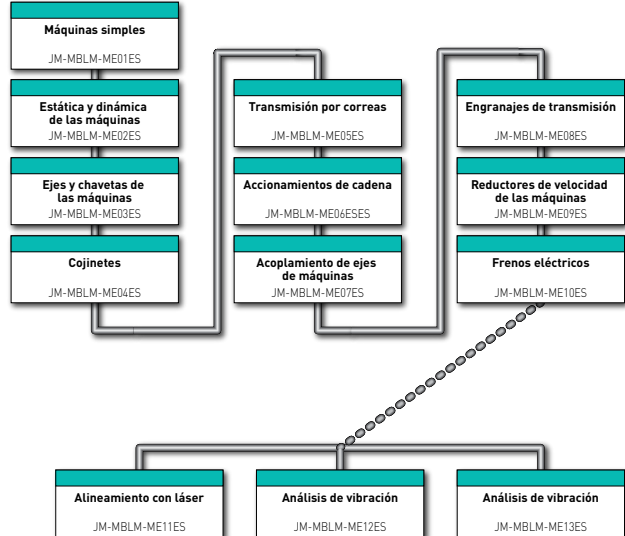 Máquinas simples
JM-MBLM-ME01ES
Estática y dinámica
de las máquinas
JM-MBLM-ME02ES
Ejes y chavetas de
las máquinas
JM-MBLM-ME03ES
Cojinetes
JM-MBLM-ME04ES
Transmisión por correas
JM-MBLM-ME05ES
Accionamientos de cadena
JM-MBLM-ME06ESES
Acoplamiento de ejes
de máquinas
JM-MBLM-ME07ES
Engranajes de transmisión
JM-MBLM-ME08ES
Reductores de velocidad
de las máquinas
JM-MBLM-ME09ES
Frenos eléctricos
JM-MBLM-ME10ES
Alineamiento con láser
JM-MBLM-ME11ES
Análisis de vibración
JM-MBLM-ME12ES
Análisis de vibración
JM-MBLM-ME13ES